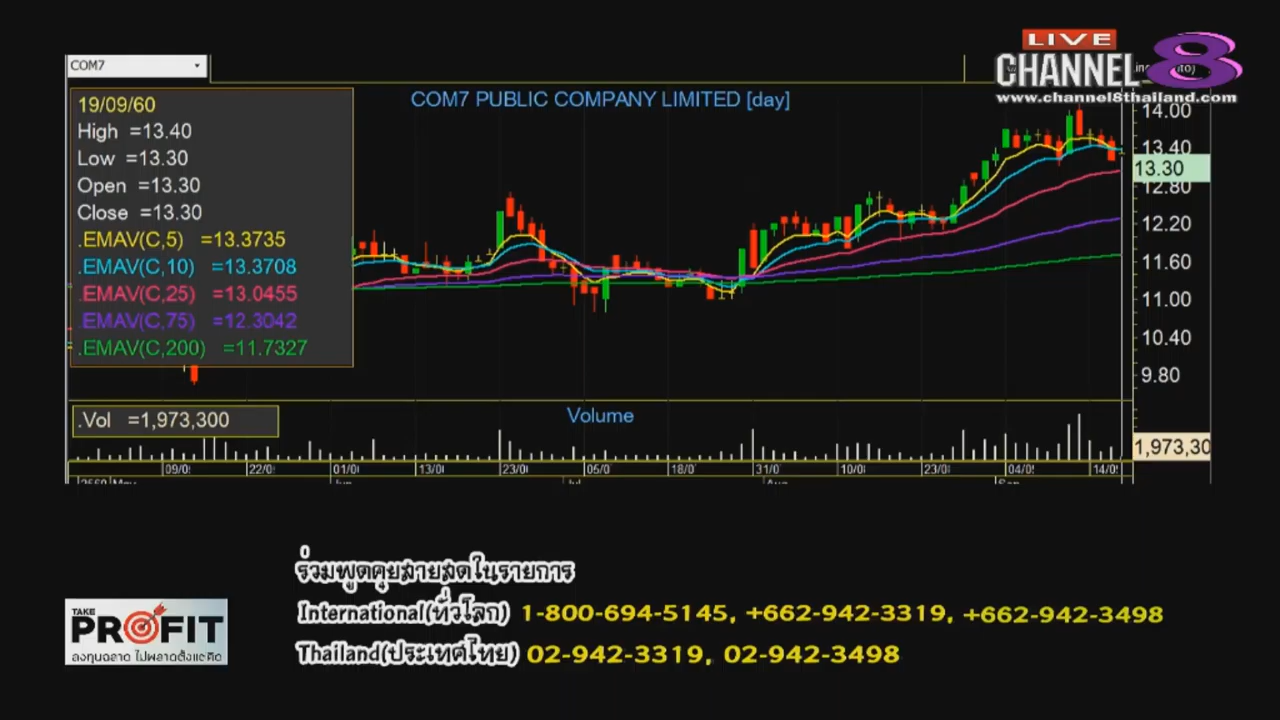 LIVE
CHANNEL 8
www.channel8thailand.com
COM7
COM7 PUBLIC COMPANY LIMITED [day]
19/09/60
High =13.40
Low =13.30
Open =13.30
Close =13.30
.EMAV(C,5) =13.3735
.EMAV(C,10) =13.3708
.EMAV(C,25) =13.0455
.EMAV(C,75) =12.3042
.EMAV(C,200) =11.7327
14.00
13.40
13.30
12.80
12.20
11.60
11.00
10.40
9.80
.Vol =1,973,300
Volume
1,973,30
09/0 22/0 01/0 13/0 23/0 05/0 18/0 31/0 10/0 23/0 04/0 14/0
ร่วมพูดคุยสายสดในรายการ
International(ทั่วโลก) 1-800-694-5145, +662-942-3319, +662-942-3498
Thailand(ประเทศไทย) 02-942-3319, 02-942-3498
TAKE
PROFIT
ลงทุนฉลาด ไม่พลาดตั้งแต่คิด